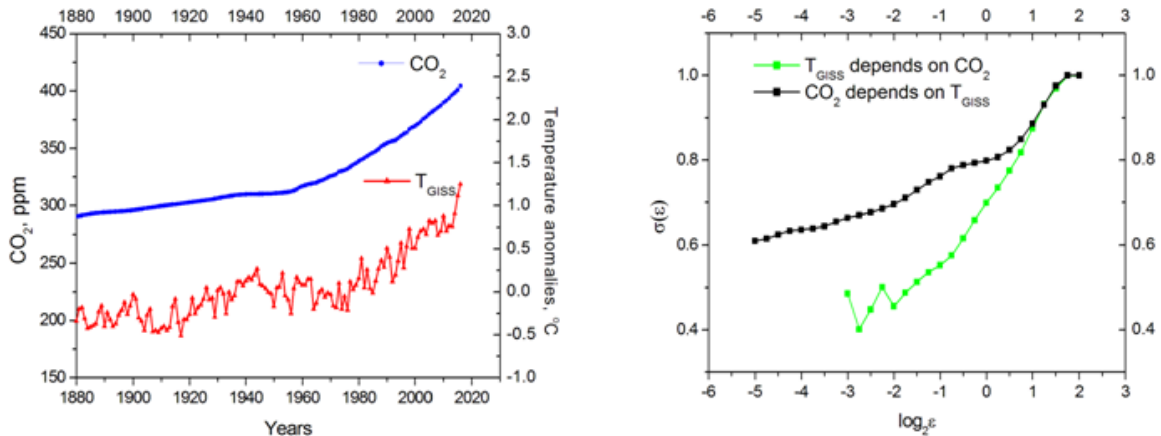 1880 1900 1920 1940 1960 1980 2000 2020
450
400
350
300
250
200
150
CO₂, ppm
CO₂
T_GISS
3.0
2.5
2.0
1.5
1.0
0.5
0.0
-0.5
-1.0
Temperature anomalies, ⁰C
1880 1900 1920 1940 1960 1980 2000 2020
Years
-6 -5 -4 -3 -2 -1 0 1 2 3
T_GISS depends on CO₂
CO₂ depends on T_GISS
1.0
0.8
0.6
0.4
σ(ε)
1.0
0.8
0.6
0.4
-6 -5 -4 -3 -2 -1 0 1 2 3
log₂ε